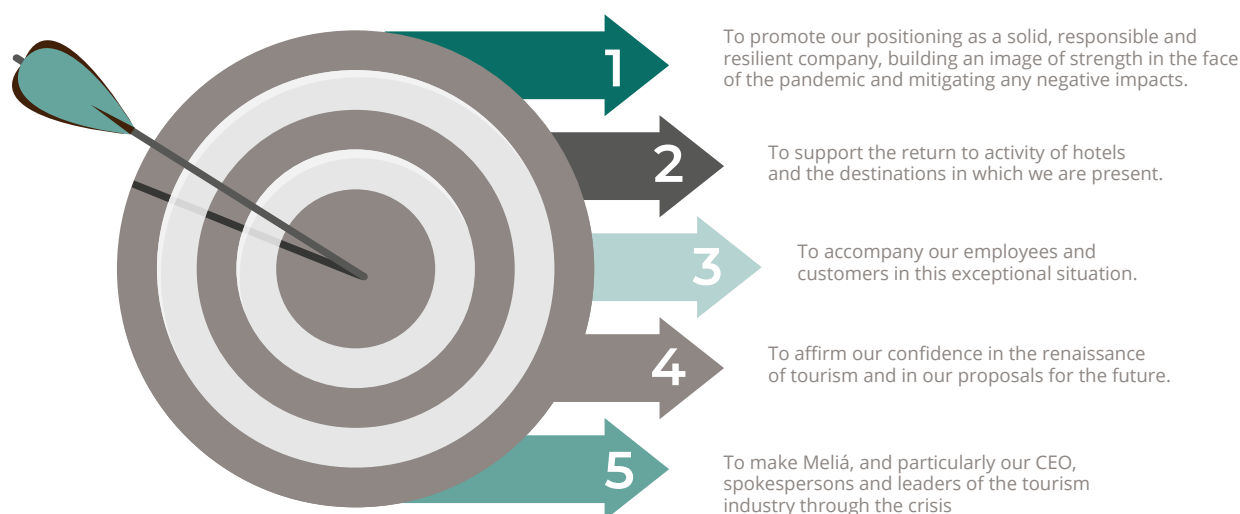 1
To promote our positioning as a solid, responsible and
resilient company, building an image of strength in the face
of the pandemic and mitigating any negative impacts.
2
To support the return to activity of hotels
and the destinations in which we are present.
3
To accompany our employees and
customers in this exceptional situation.
4
To affirm our confidence in the renaissance
of tourism and in our proposals for the future.
5
To make Meliá, and particularly our CEO,
spokespersons and leaders of the tourism
industry through the crisis